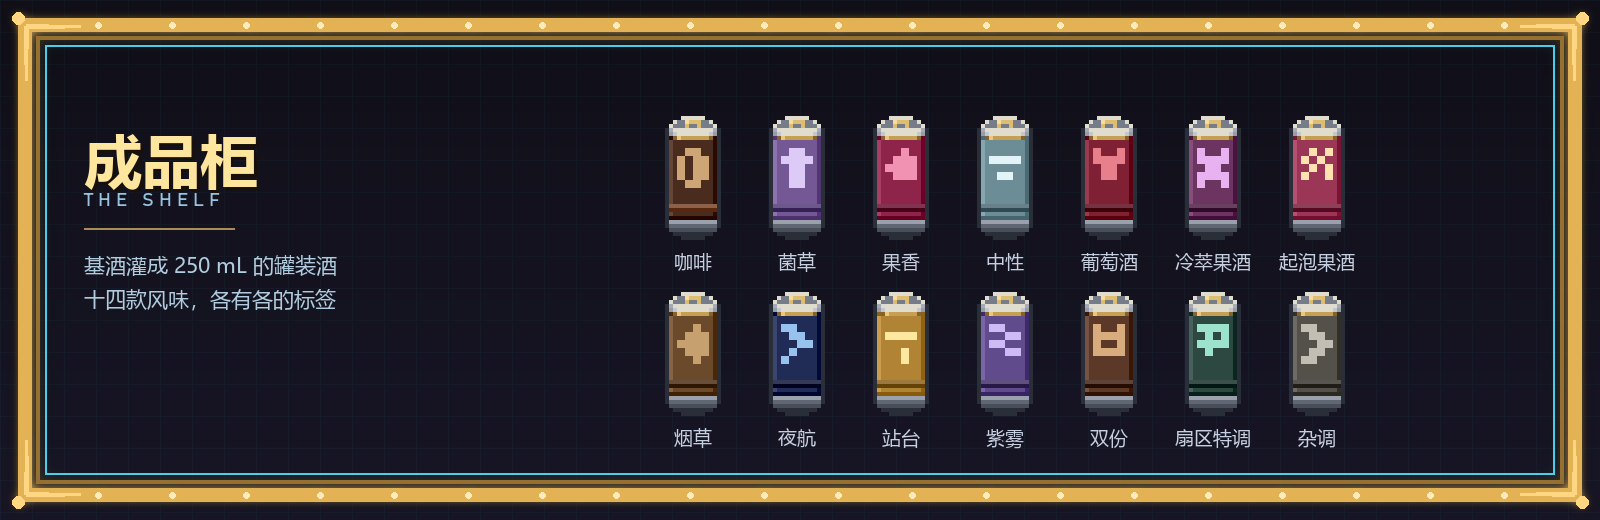 成品柜
THE SHELF
基酒灌成 250 mL 的罐装酒
十四款风味，各有各的标签
咖啡 菌草 果香 中性 葡萄酒 冷萃果酒 起泡果酒
烟草 夜航 站台 紫雾 双份 扇区特调 杂调